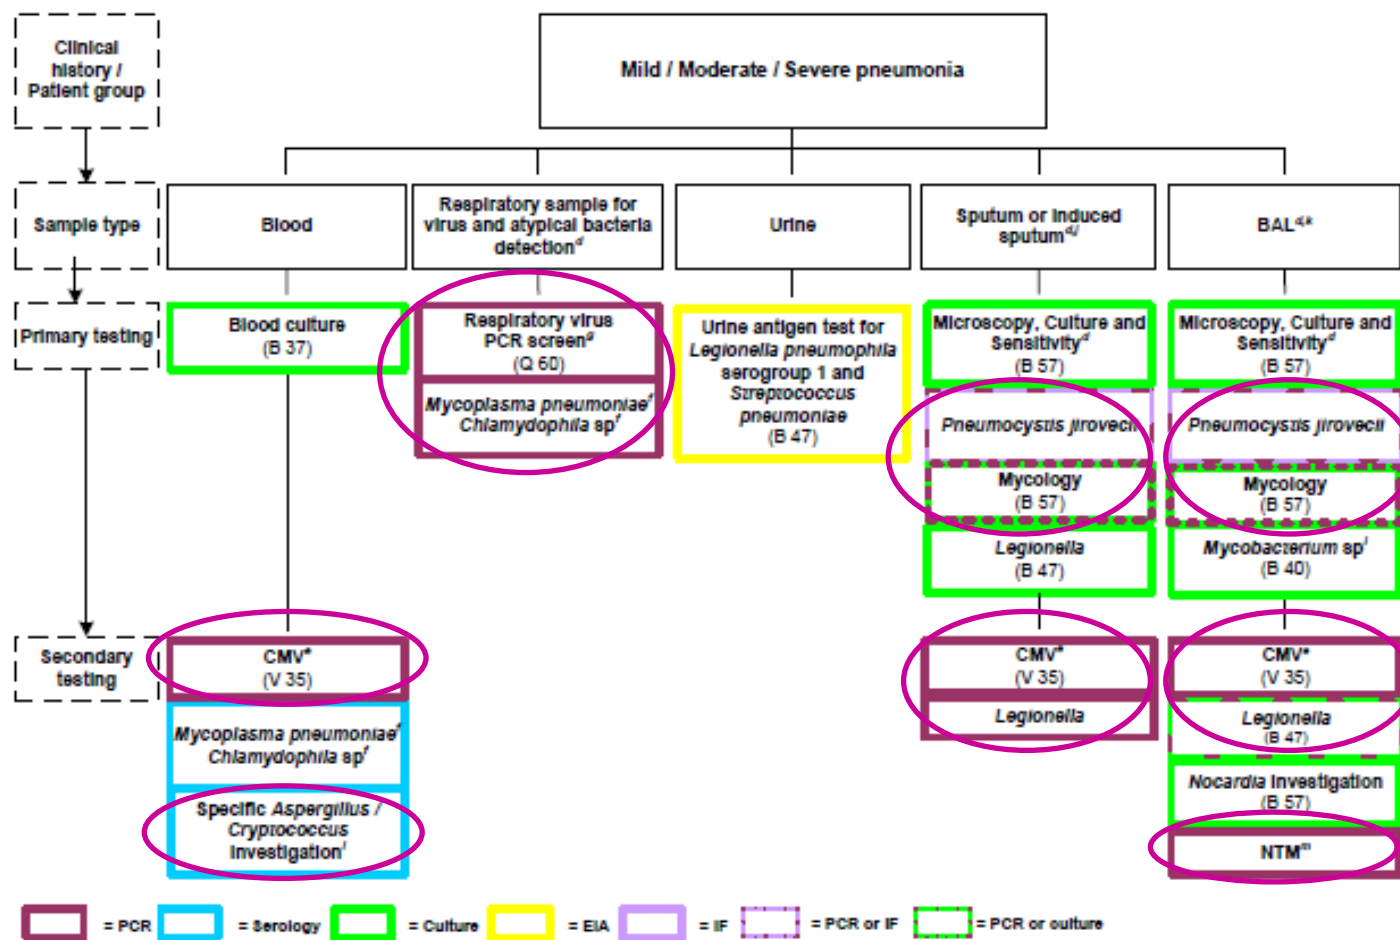 Clinical
history /
Patient group
Mild / Moderate / Severe pneumonia
Sample type
Blood
Respiratory sample for
virus and atypical bacteria
detection^d
Urine
Sputum or induced
sputum^d,j
BAL^d,k
Primary testing
Blood culture
(B 37)
Respiratory virus
PCR screen^g
(Q 60)
Mycoplasma pneumoniae^f
Chlamydophila sp^f
Urine antigen test for
Legionella pneumophila
serogroup 1 and
Streptococcus
pneumoniae
(B 47)
Microscopy, Culture and
Sensitivity^d
(B 57)
Pneumocystis jirovecii
Mycology
(B 57)
Legionella
(B 47)
Microscopy, Culture and
Sensitivity^d
(B 57)
Pneumocystis jirovecii
Mycology
(B 57)
Mycobacterium sp^l
(B 40)
Secondary
testing
CMV^e
(V 35)
Mycoplasma pneumoniae^f
Chlamydophila sp^f
Specific Aspergillus /
Cryptococcus
investigation^i
CMV^e
(V 35)
Legionella
CMV^e
(V 35)
Legionella
(B 47)
Nocardia investigation
(B 57)
NTM^m
= PCR
= Serology
= Culture
= EIA
= IF
= PCR or IF
= PCR or culture